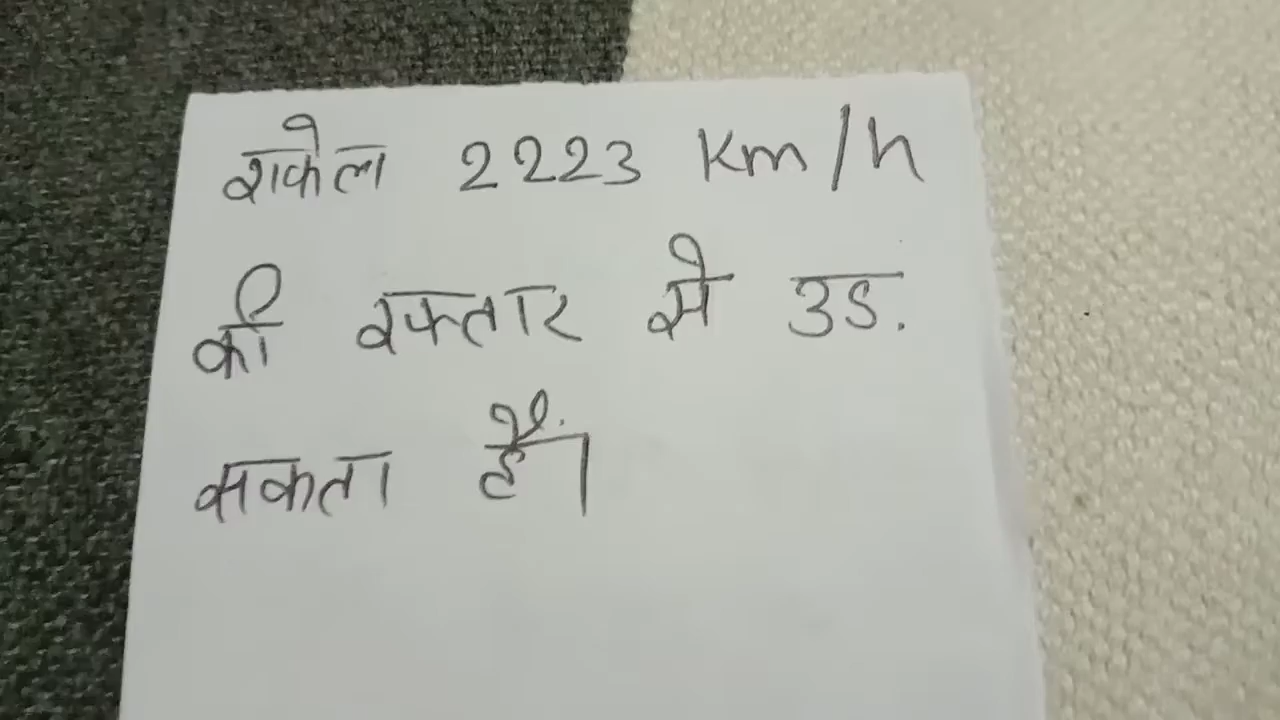 राफेल 2223 Km/h
की रफ्तार से उड़
सकता है।